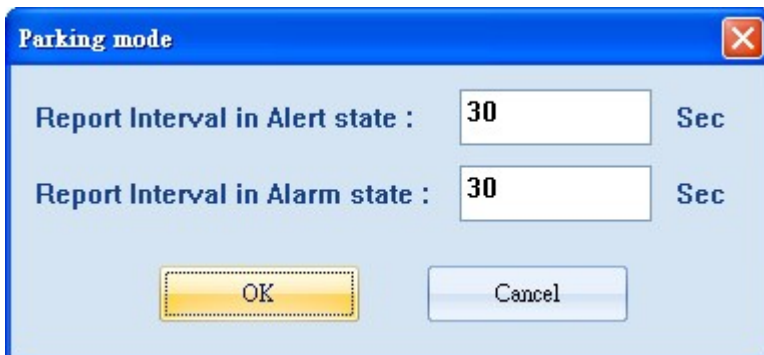 Parking mode
Report Interval in Alert state : 30 Sec
Report Interval in Alarm state : 30 Sec
OK Cancel